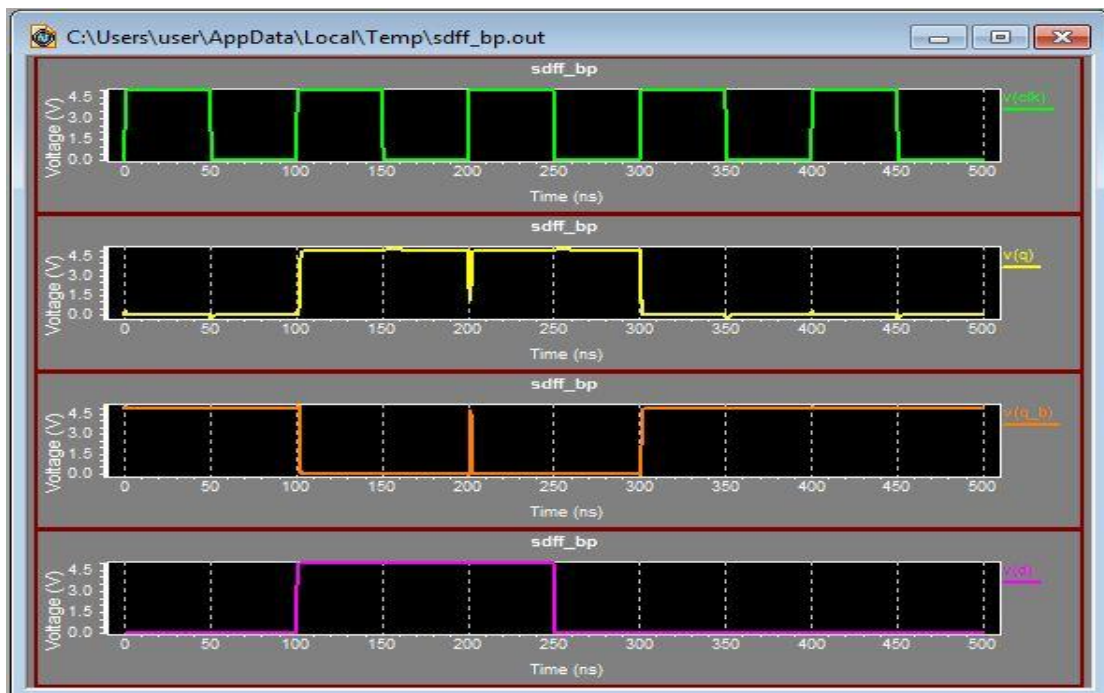 C:\Users\user\AppData\Local\Temp\sdff_bp.out
sdff_bp
Voltage (V)
4.5
3.0
1.5
0.0
v(clk)
0 50 100 150 200 250 300 350 400 450 500
Time (ns)
sdff_bp
Voltage (V)
4.5
3.0
1.5
0.0
v(q)
0 50 100 150 200 250 300 350 400 450 500
Time (ns)
sdff_bp
Voltage (V)
4.5
3.0
1.5
0.0
v(q_b)
0 50 100 150 200 250 300 350 400 450 500
Time (ns)
sdff_bp
Voltage (V)
4.5
3.0
1.5
0.0
v(d)
0 50 100 150 200 250 300 350 400 450 500
Time (ns)